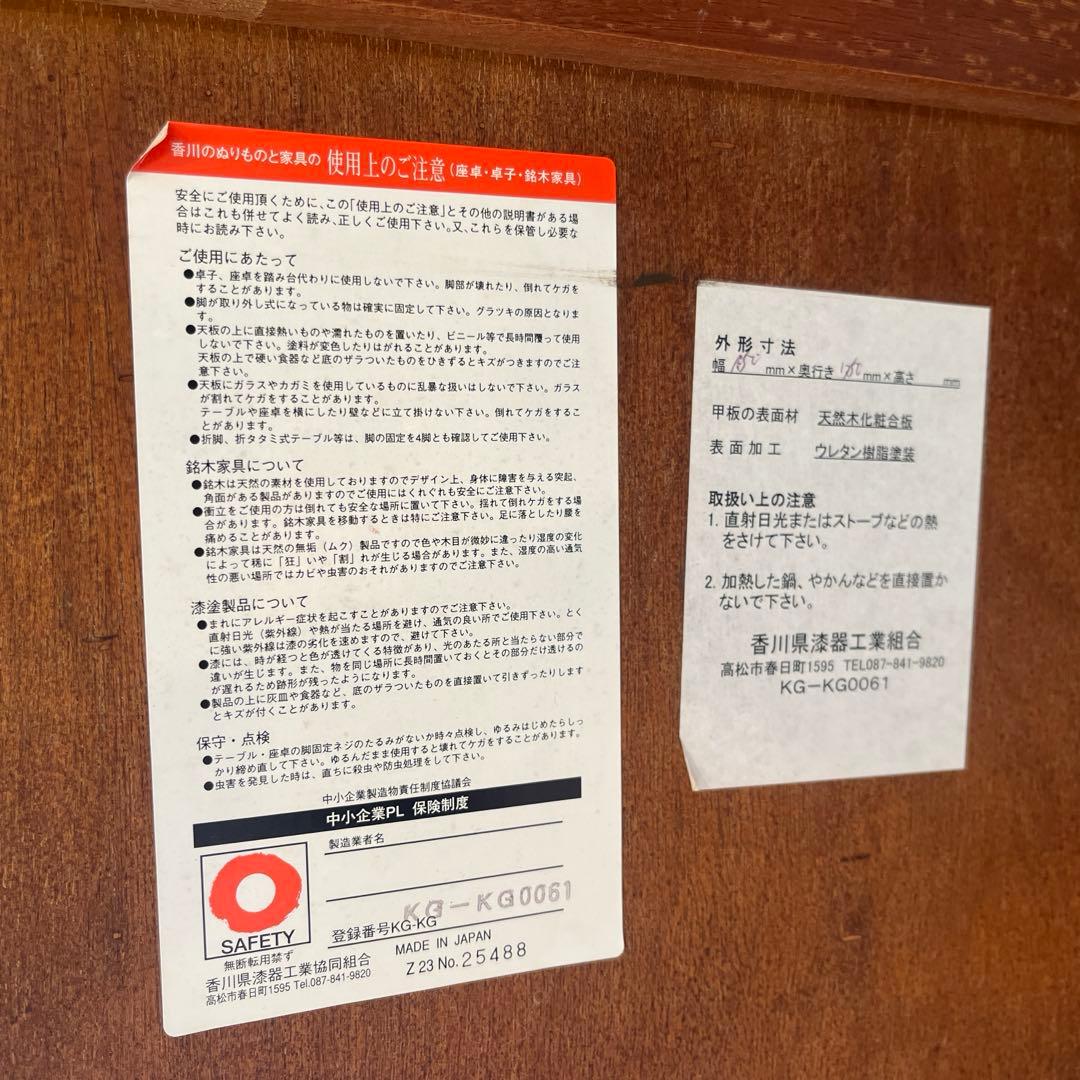 香川のぬりものと家具の 使用上のご注意 (座卓・卓子・銘木家具)
安全にご使用頂くために、この「使用上のご注意」とその他の説明書がある場
合はこれも併せてよく読み、正しくご使用下さい。又、これらを保管し必要な
時にお読み下さい。
ご使用にあたって
●卓子、座卓を踏み台代わりに使用しないで下さい。脚部が壊れたり、倒れてケガを
することがあります。
●脚が取り外し式になっている物は確実に固定して下さい。グラツキの原因となりま
す。
●天板の上に直接熱いものや濡れたものを置いたり、ビニール等で長時間覆って使用
しないで下さい。塗料が変色したりはがれることがあります。
天板の上で硬い食器など底のザラついたものをひきずるとキズがつきますのでご注
意下さい。
●天板にガラスやカガミを使用しているものに乱暴な扱いはしないで下さい。ガラス
が割れてケガをすることがあります。
テーブルや座卓を横にしたり壁などに立て掛けない下さい。倒れてケガをするこ
とがあります。
●折脚、折タタミ式テーブル等は、脚の固定を4脚とも確認してご使用下さい。
銘木家具について
●銘木は天然の素材を使用しておりますのでデザイン上、身体に障害を与える突起、
角面がある製品がありますのでご使用にはくれぐれも安全にご注意下さい。
●衝立をご使用の方は倒れても安全な場所に置いて下さい。揺れて倒れケガをする場
合があります。銘木家具を移動するときは特にご注意下さい。足に落としたり腰を
痛めることがあります。
●銘木家具は天然の無垢(ムク)製品ですので色や木目が微妙に違ったり湿度の変化
によって稀に「狂」いや「割」れが生じる場合があります。また、湿度の高い通気
性の悪い場所ではカビや虫害のおそれがありますのでご注意下さい。
漆塗製品について
●まれにアレルギー症状を起こすことがありますのでご注意下さい。
直射日光(紫外線)や熱が当たる場所を避け、通気の良い所でご使用下さい。とく
に強い紫外線は漆の劣化を速めますので、避けて下さい。
●漆には、時が経つと色が透けてくる特徴があり、光のあたる所と当たらない部分で
違いが生じます。また、物を同じ場所に長時間置いておくとその部分だけ透けるの
が遅れるため跡形が残ったようになります。
●製品の上に灰皿や食器など、底のザラついたものを直接置いて引きずったりします
とキズが付くことがあります。
保守・点検
●テーブル・座卓の脚固定ネジのたるみがないか時々点検し、ゆるみはじめたらしっ
かり締め直して下さい。ゆるんだまま使用すると壊れてケガをすることがあります。
●虫害を発見した時は、直ちに殺虫や防虫処理をして下さい。
中小企業製造物責任制度協議会
中小企業PL 保険制度
製造業者名
KG-KG0061
登録番号KG-KG
SAFETY
MADE IN JAPAN
無断転用禁ず
Z 23 No.25488
香川県漆器工業協同組合
高松市春日町1595 Tel.087-841-9820
外形寸法
幅 mm×奥行き mm×高さ mm
甲板の表面材 天然木化粧合板
表面加工 ウレタン樹脂塗装
取扱い上の注意
1. 直射日光またはストーブなどの熱
をさけて下さい。
2. 加熱した鍋、やかんなどを直接置か
ないで下さい。
香川県漆器工業組合
高松市春日町1595 TEL087-841-9820
KG-KG0061